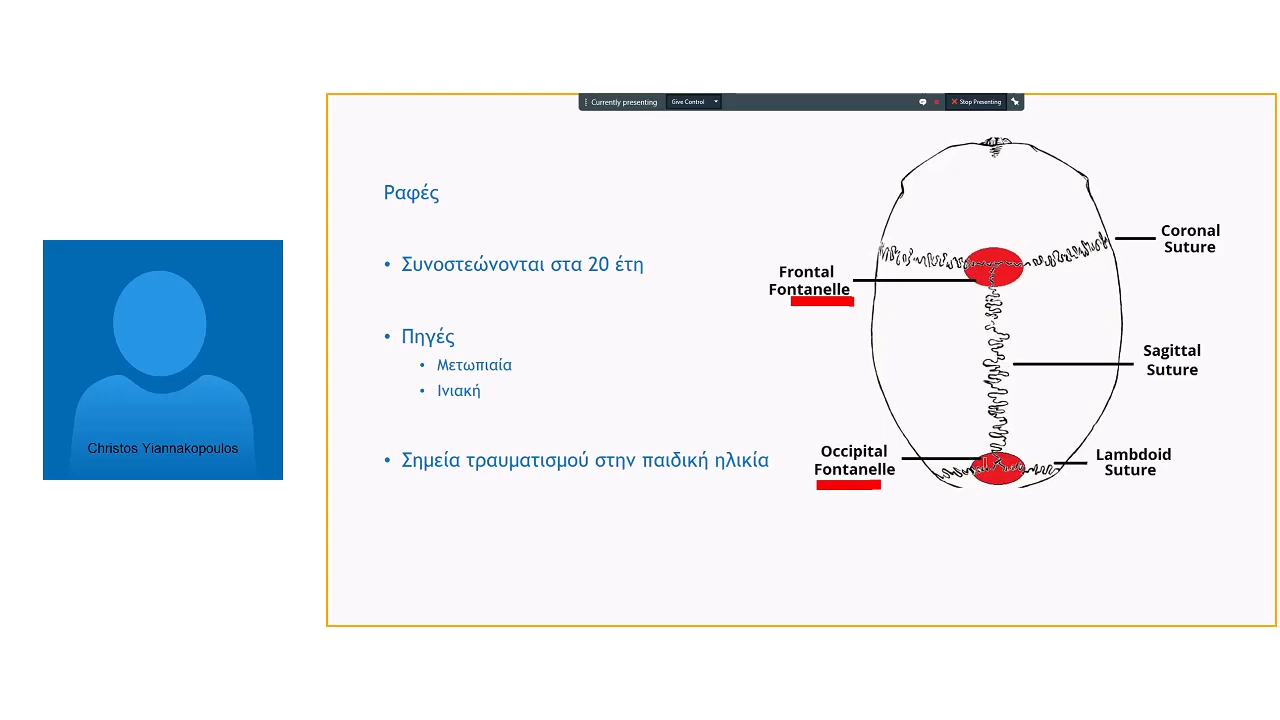 Currently presenting
Give Control
Stop Presenting
Ραφές
• Συνοστεώνονται στα 20 έτη
• Πηγές
• Μετωπιαία
• Ινιακή
• Σημεία τραυματισμού στην παιδική ηλικία
Coronal
Suture
Frontal
Fontanelle
Sagittal
Suture
Occipital
Fontanelle
Lambdoid
Suture
Christos Yiannakopoulos